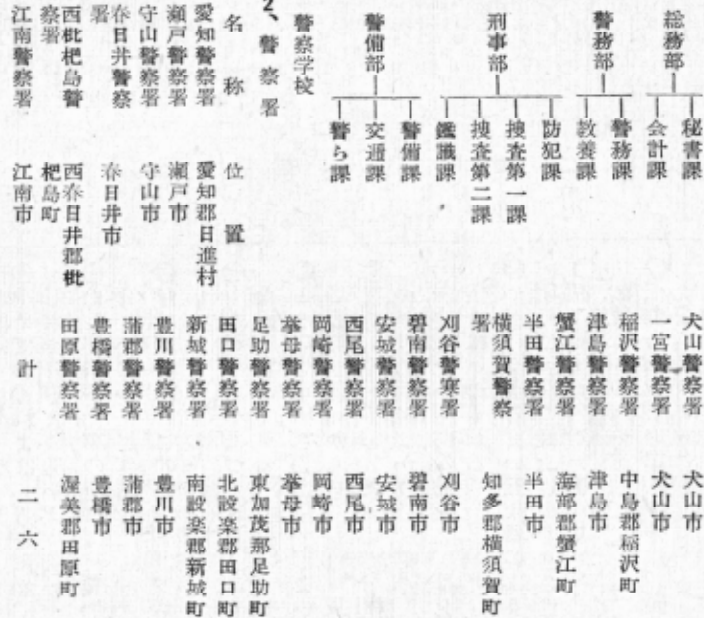 総務部
秘書課
会計課
警務部
警務課
教養課
刑事部
防犯課
捜査第一課
捜査第二課
鑑識課
警備部
警備課
交通課
警ら課
警察学校
2、警察署
名称 位置
愛知警察署 愛知郡日進村
瀬戸警察署 瀬戸市
守山警察署 守山市
春日井警察署 春日井市
西枇杷島警察署 西春日井郡枇杷島町
江南警察署 江南市
犬山警察署 犬山市
一宮警察署 犬山市
稲沢警察署 中島郡稲沢町
津島警察署 津島市
蟹江警察署 海部郡蟹江町
半田警察署 半田市
横須賀警察署 知多郡横須賀町
刈谷警寒署 刈谷市
碧南警察署 碧南市
安城警察署 安城市
西尾警察署 西尾市
岡崎警察署 岡崎市
挙母警察署 挙母市
足助警察署 東加茂那足助町
田口警察署 北設楽郡田口町
新城警察署 南設楽郡新城町
豊川警察署 豊川市
蒲郡警察署 蒲郡市
豊橋警察署 豊橋市
田原警察署 渥美郡田原町
計 二六